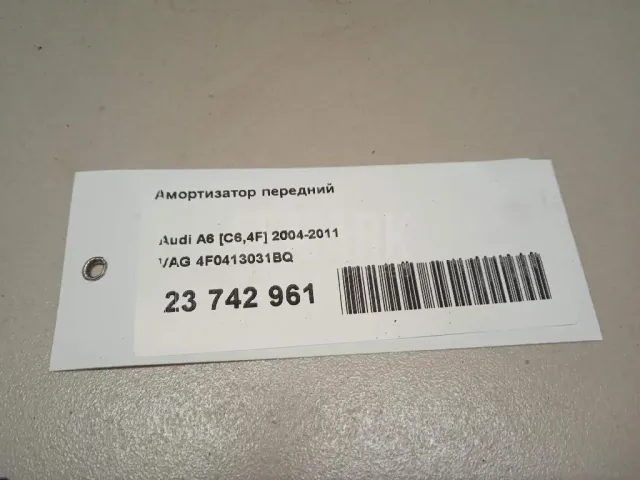 Амортизатор передний
Audi A6 [C6,4F] 2004-2011
VAG 4F0413031BQ
23 742 961